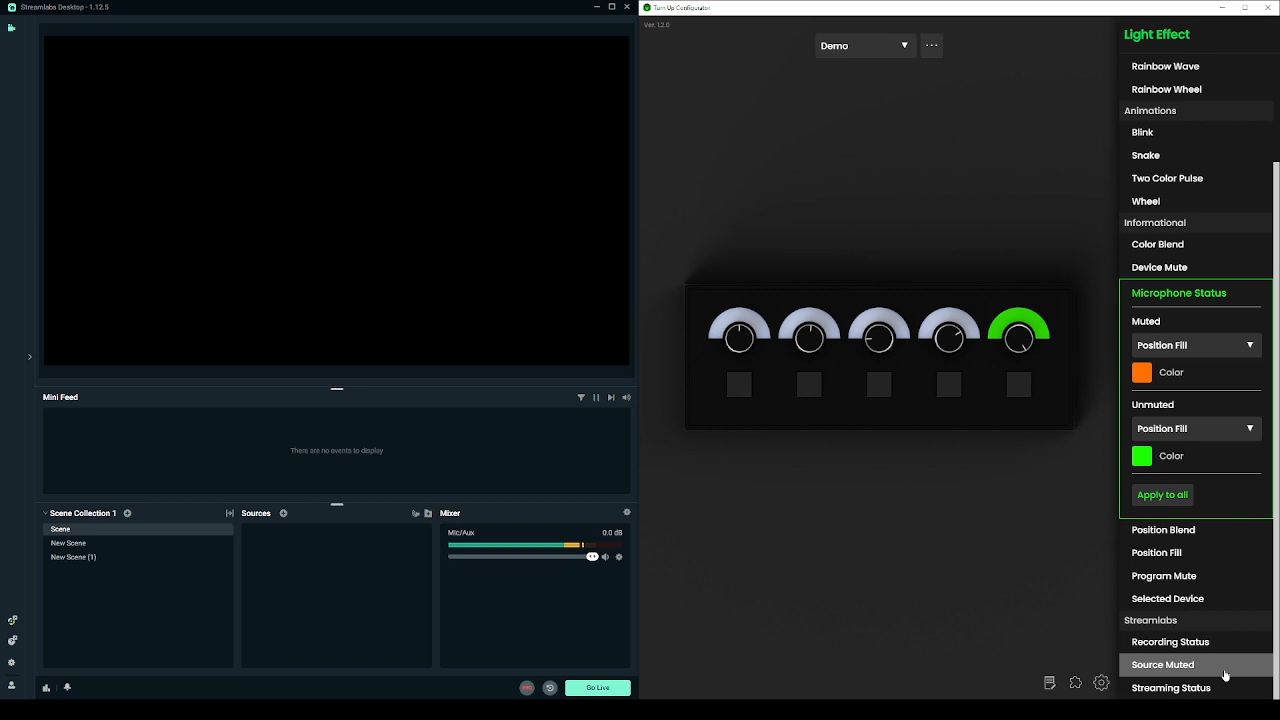 Streamlabs Desktop - 1.12.5
Mini Feed
There are no events to display
Scene Collection 1
Scene
New Scene
New Scene (1)
Sources
Mixer
Mic/Aux
0.0 dB
REC
Go Live
Turn Up Configurator
Ver. 1.2.0
Demo
...
Light Effect
Rainbow Wave
Rainbow Wheel
Animations
Blink
Snake
Two Color Pulse
Wheel
Informational
Color Blend
Device Mute
Microphone Status
Muted
Position Fill
Color
Unmuted
Position Fill
Color
Apply to all
Position Blend
Position Fill
Program Mute
Selected Device
Streamlabs
Recording Status
Source Muted
Streaming Status